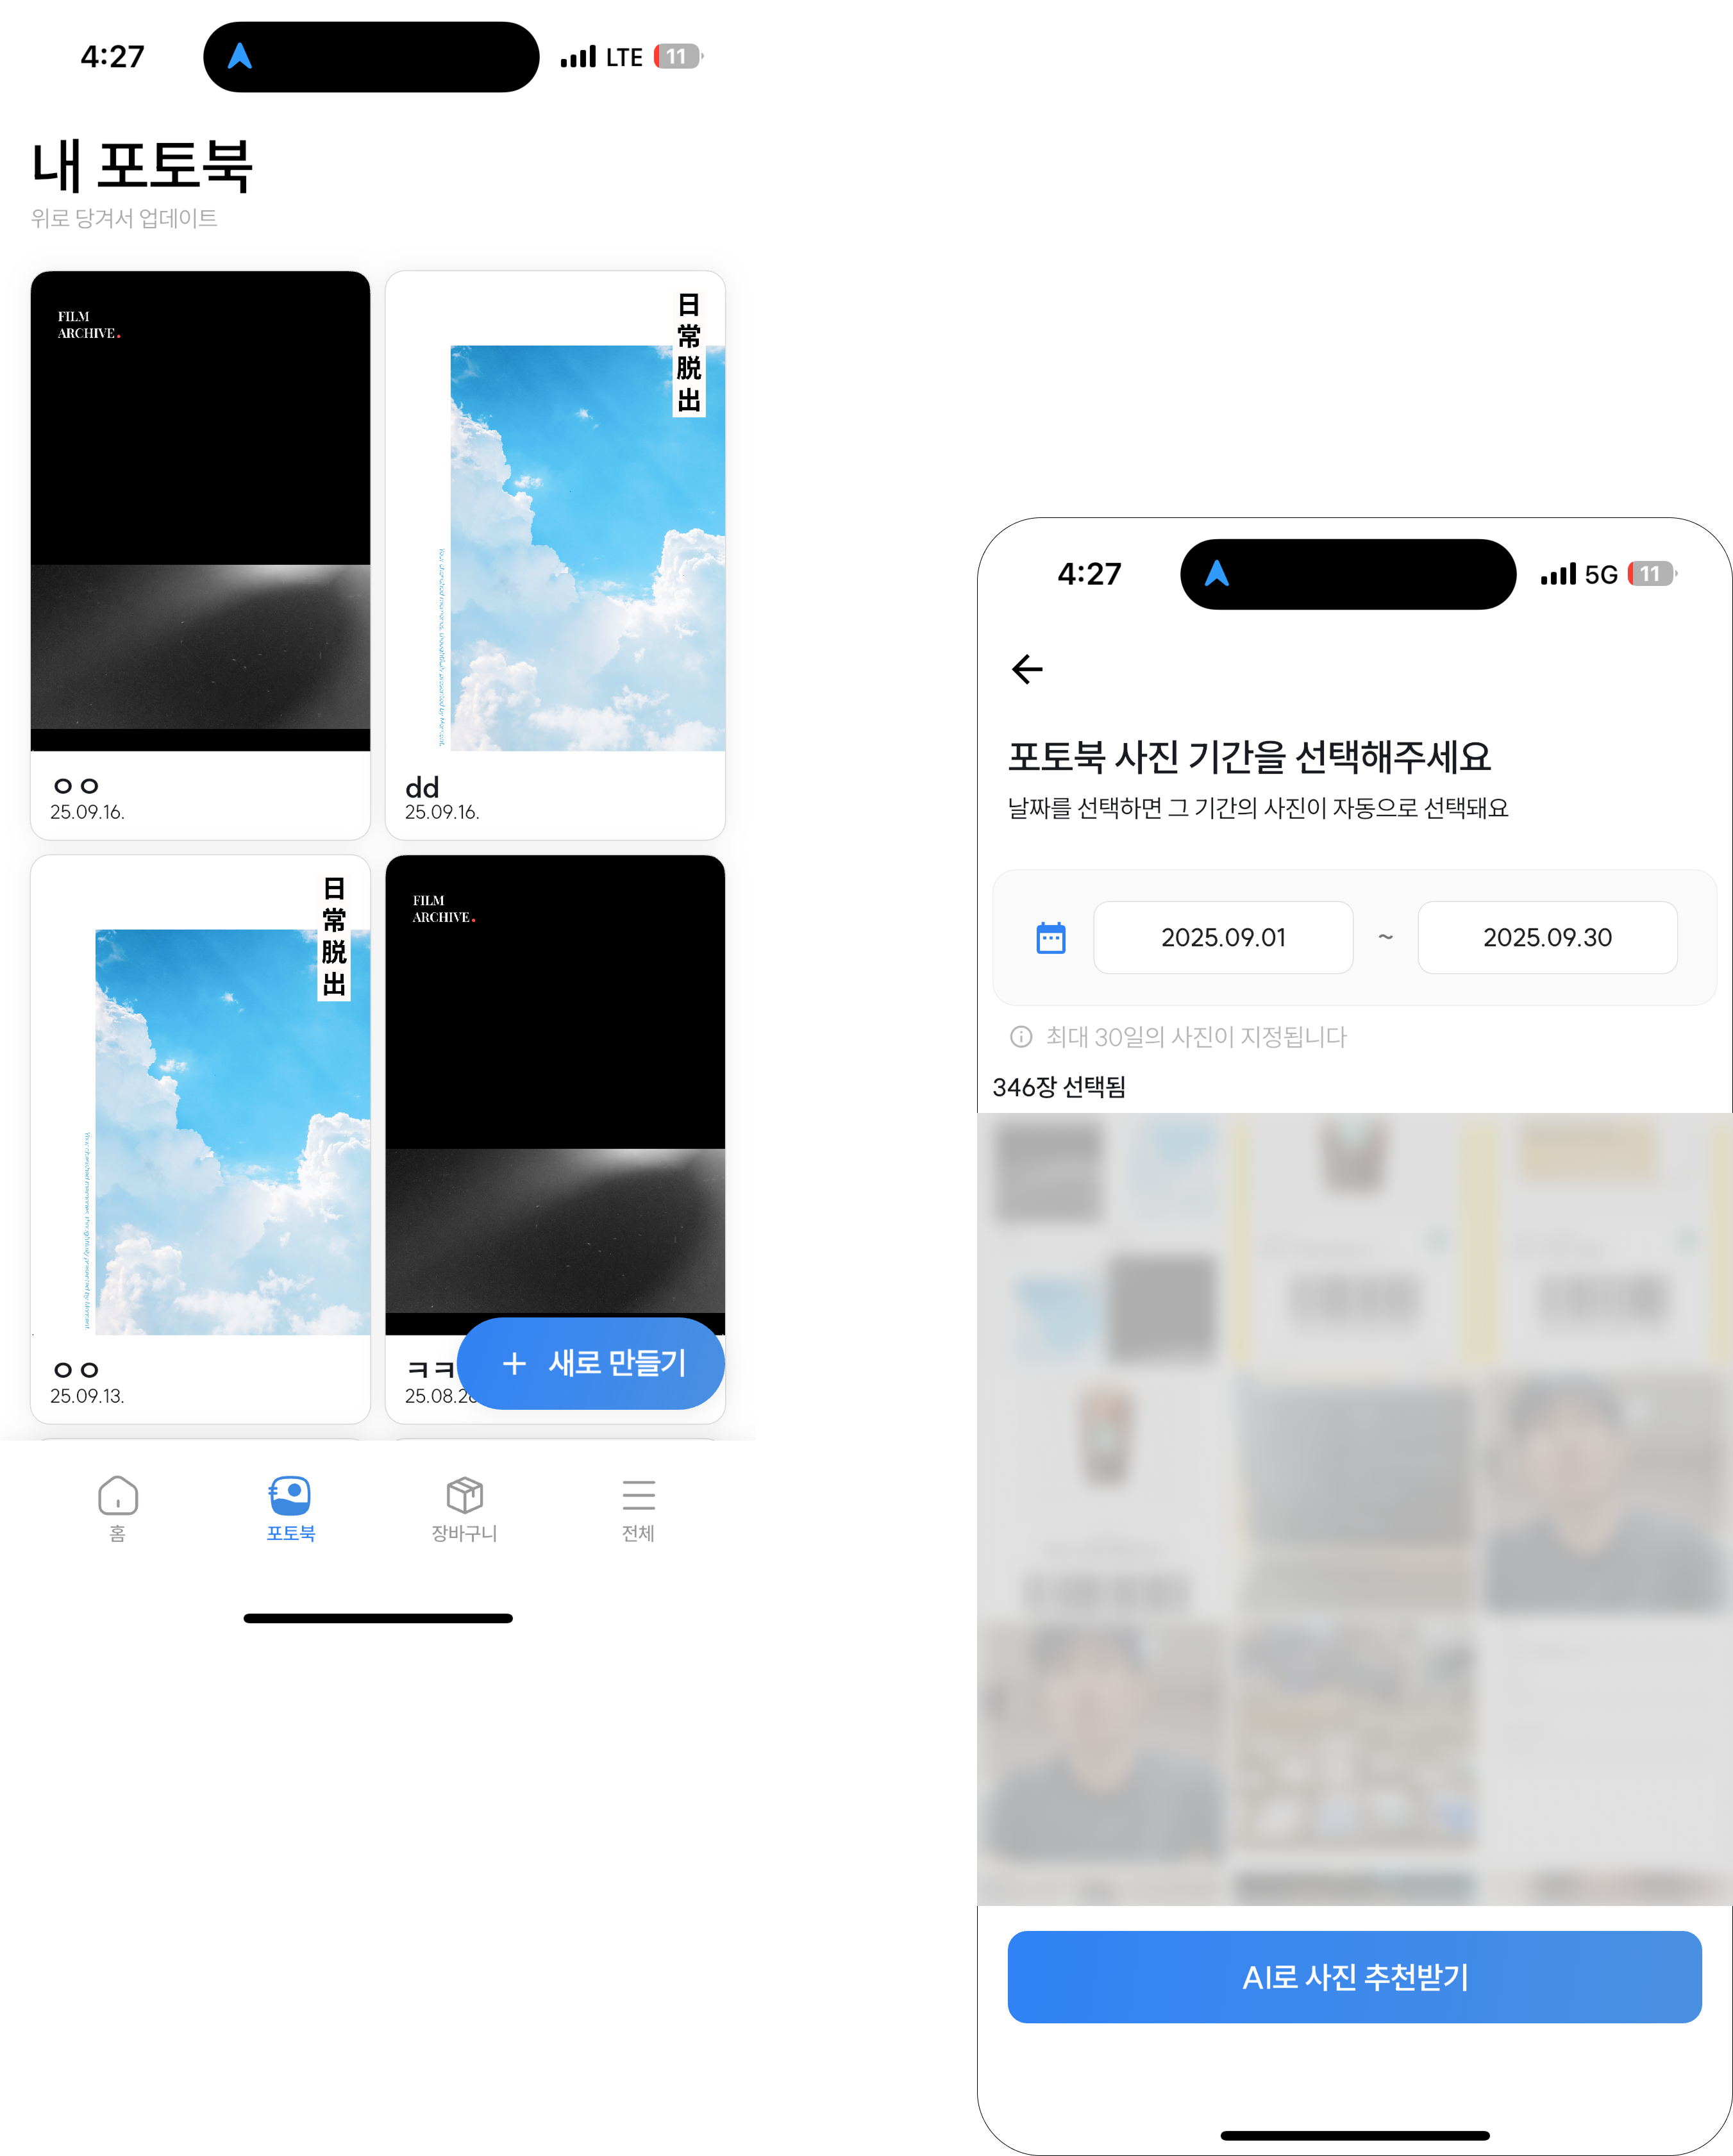 4:27
LTE
11
내 포토북
위로 당겨서 업데이트
FILM
ARCHIVE.
ㅇㅇ
25.09.16.
日
常
脱
出
dd
25.09.16.
日
常
脱
出
ㅇㅇ
25.09.13.
FILM
ARCHIVE.
ㅋㅋ
25.08.2
+ 새로 만들기
홈
포토북
장바구니
전체
4:27
5G
11
포토북 사진 기간을 선택해주세요
날짜를 선택하면 그 기간의 사진이 자동으로 선택돼요
2025.09.01 ~ 2025.09.30
최대 30일의 사진이 지정됩니다
346장 선택됨
AI로 사진 추천받기